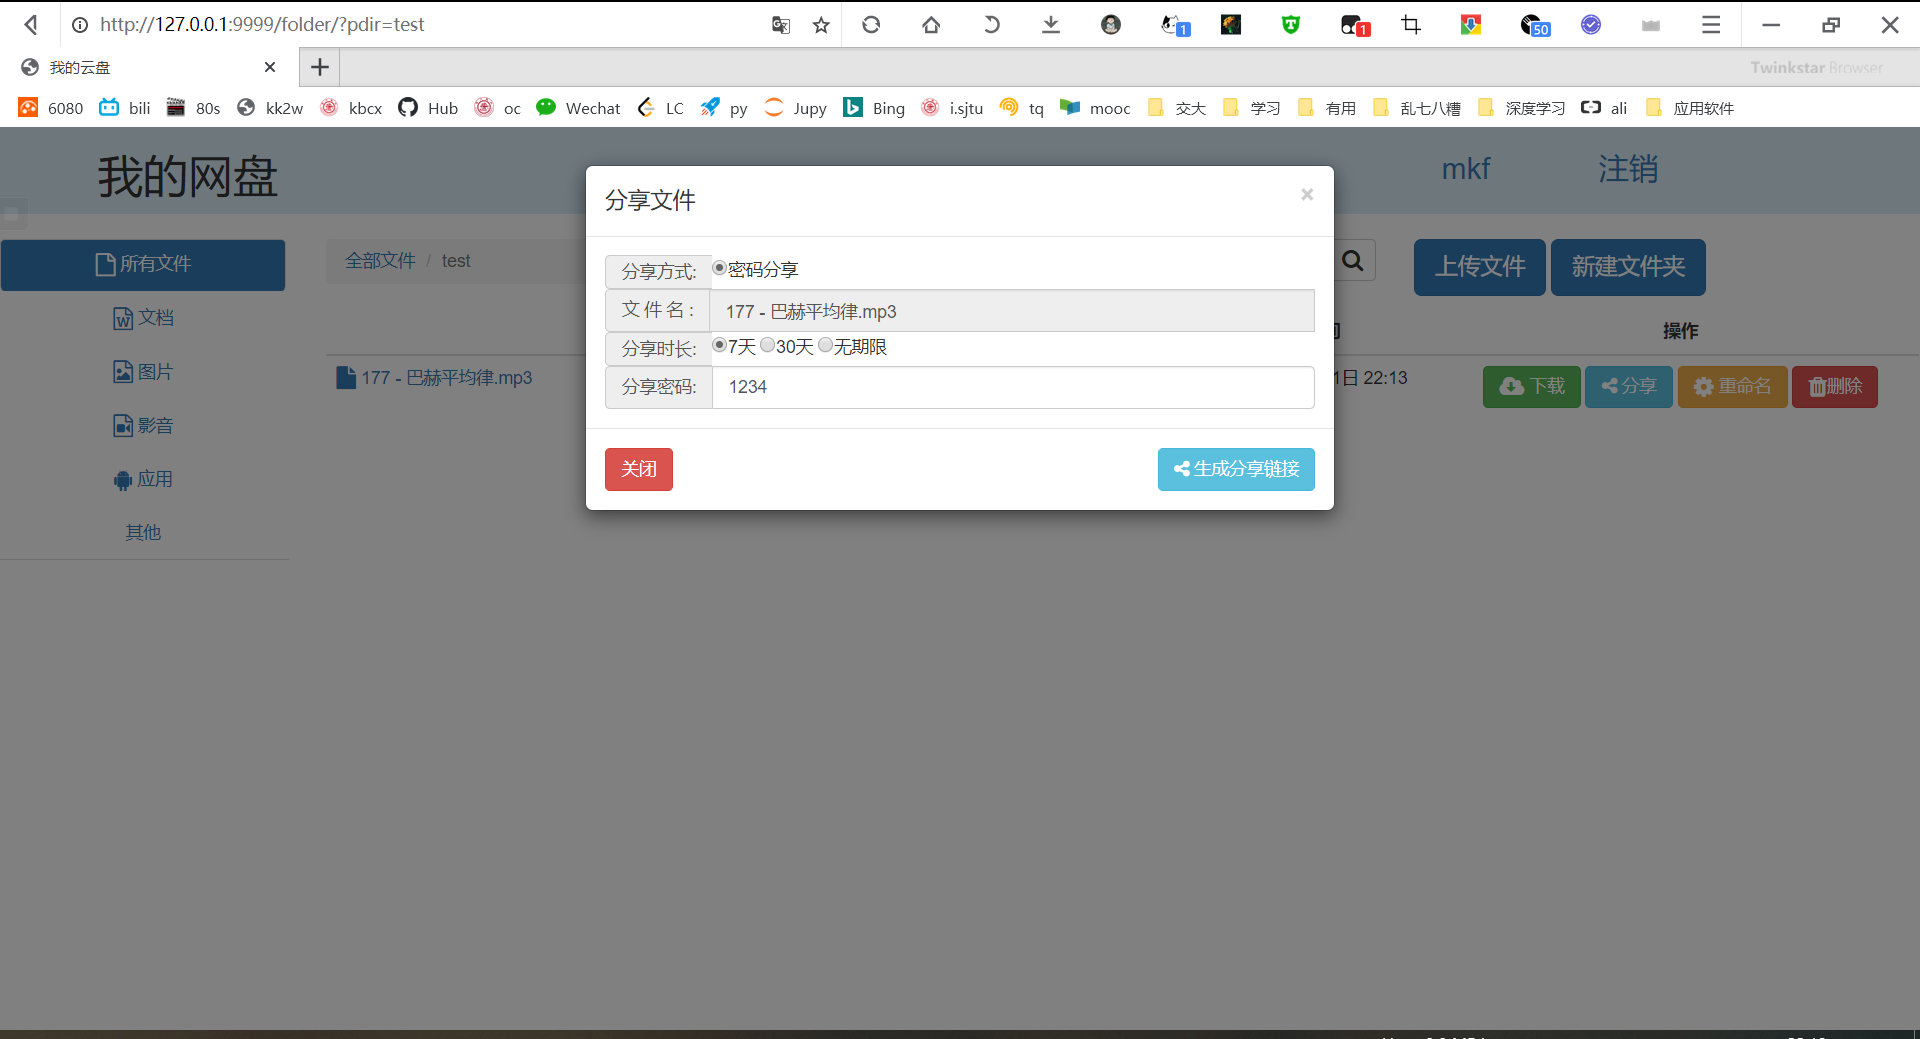 http://127.0.0.1:9999/folder/?pdir=test
1
1
50
我的云盘
Twinkstar Browser
6080 bili 80s kk2w kbcx Hub oc Wechat LC py Jupy Bing i.sjtu tq mooc 交大 学习 有用 乱七八糟 深度学习 ali 应用软件
我的网盘
mkf
注销
分享文件
×
所有文件
文档
图片
影音
应用
其他
全部文件 / test
上传文件
新建文件夹
操作
177 - 巴赫平均律.mp3
1日 22:13
下载
分享
重命名
删除
分享方式: 密码分享
文 件 名 : 177 - 巴赫平均律.mp3
分享时长: 7天 30天 无期限
分享密码: 1234
关闭
生成分享链接